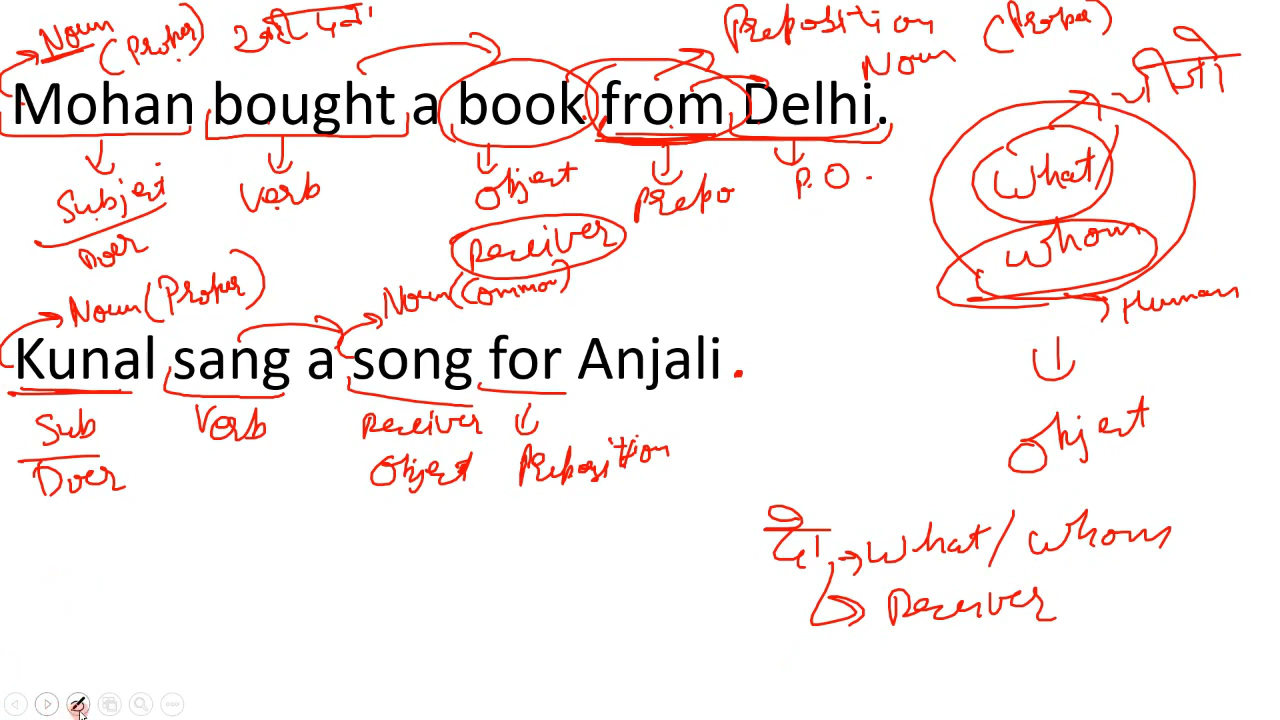 Noun (Proper)
Preposition
Noun (Proper)
Mohan bought a book from Delhi.
Subject Verb Object Prepo P.O.
Doer Receiver
What/
Whom
Human
Object
Noun (Proper) Noun (Common)
Kunal sang a song for Anjali.
Sub Verb Receiver
Doer Object Preposition
→ What/Whom
→ Receiver